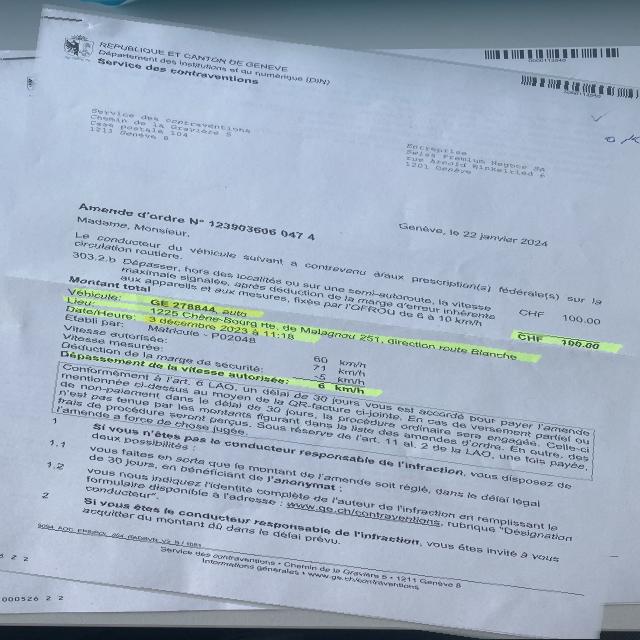 REPUBLIQUE ET CANTON DE GENEVE
Département des institutions et du numérique (DIN)
Service des contraventions
0000113946
0000113946
Service des contraventions
Chemin de la Gravière 5
Case postale 104
1211 Genève 8
Entreprise
Swiss Premium Negoce SA
rue Arnold Winkelried 6
1201 Genève
Amende d'ordre N° 123903606 047 4
Genève, le 22 janvier 2024
Madame, Monsieur,
Le conducteur du véhicule suivant a contrevenu à/aux prescription(s) fédérale(s) sur la
circulation routière.
303.2.b Dépasser, hors des localités ou sur une semi-autoroute, la vitesse
maximale signalée, après déduction de la marge d'erreur inhérente
aux appareils et aux mesures, fixée par l'OFROU de 6 à 10 km/h CHF 100.00
Montant total CHF 100.00
Véhicule: GE 278844, auto
Lieu: 1225 Chêne-Bourg Rte. de Malagnou 251, direction route Blanche
Date/Heure: 3 décembre 2023 à 11:18
Etabli par: Matricule - P02048
Vitesse autorisée: 60 km/h
Vitesse mesurée: 71 km/h
Déduction de la marge de sécurité: -5 km/h
Dépassement de la vitesse autorisée: 6 km/h
Conformément à l'art. 6 LAO, un délai de 30 jours vous est accordé pour payer l'amende
mentionnée ci-dessus au moyen de la QR-facture ci-jointe. En cas de versement partiel ou
de non-paiement dans le délai de 30 jours, la procédure ordinaire sera engagée. Celle-ci
n'est pas tenue par les montants figurant dans la liste des amendes d'ordre. En outre, des
frais de procédure seront perçus. Sous réserve de l'art. 11 al. 2 de la LAO, une fois payée,
l'amende a force de chose jugée.
1 Si vous n'êtes pas le conducteur responsable de l'infraction, vous disposez de
deux possibilités :
1.1 vous faites en sorte que le montant de l'amende soit réglé, dans le délai légal
de 30 jours, en bénéficiant de l'anonymat ;
1.2 vous nous indiquez l'identité complète de l'auteur de l'infraction en remplissant le
formulaire disponible à l'adresse : www.ge.ch/contraventions, rubrique "Désignation
conducteur".
2 Si vous êtes le conducteur responsable de l'infraction, vous êtes invité à vous
acquitter du montant dû dans le délai prévu.
Service des contraventions • Chemin de la Gravière 5 • 1211 Genève 8
Informations générales • www.ge.ch/contraventions
6 2 2
000526 2 2